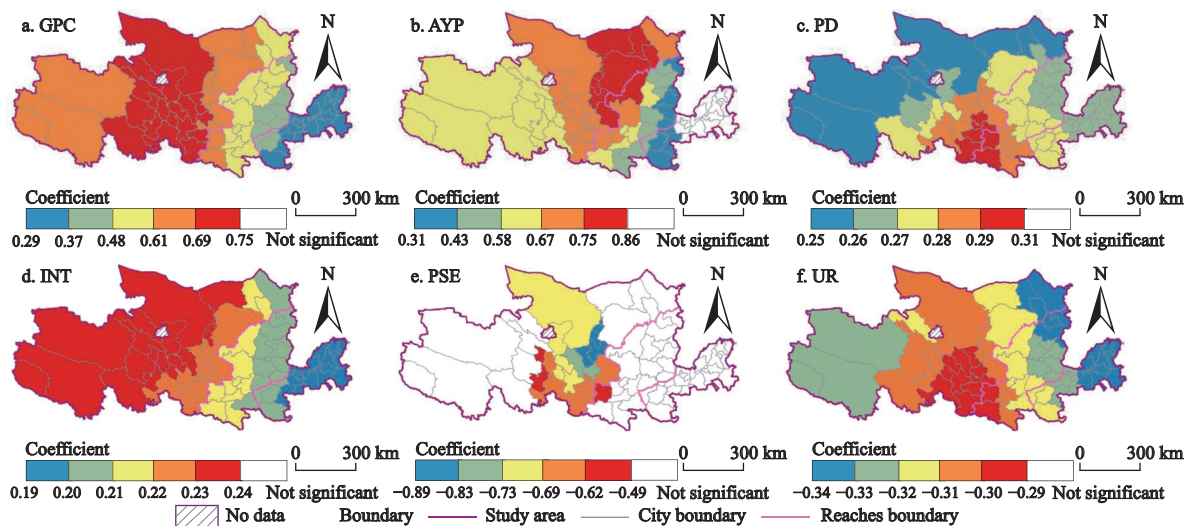 a. GPC
N
b. AYP
N
c. PD
N
Coefficient
0
300 km
0.29 0.37 0.48 0.61 0.69 0.75 Not significant
Coefficient
0
300 km
0.31 0.43 0.58 0.67 0.75 0.86 Not significant
Coefficient
0
300 km
0.25 0.26 0.27 0.28 0.29 0.31 Not significant
d. INT
N
e. PSE
N
f. UR
N
Coefficient
0
300 km
0.19 0.20 0.21 0.22 0.23 0.24 Not significant
Coefficient
0
300 km
−0.89 −0.83 −0.73 −0.69 −0.62 −0.49 Not significant
Coefficient
0
300 km
−0.34 −0.33 −0.32 −0.31 −0.30 −0.29 Not significant
No data Boundary Study area City boundary Reaches boundary